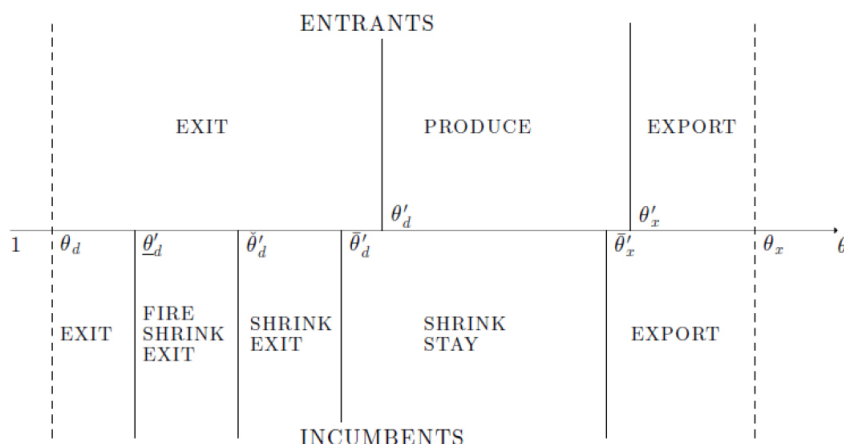 ENTRANTS
EXIT PRODUCE EXPORT
θ′d θ′x
1 θd θ̲′d θ̌′d θ̄′d θ̄′x θx θ
EXIT FIRE SHRINK EXIT SHRINK EXIT SHRINK STAY EXPORT
INCUMBENTS